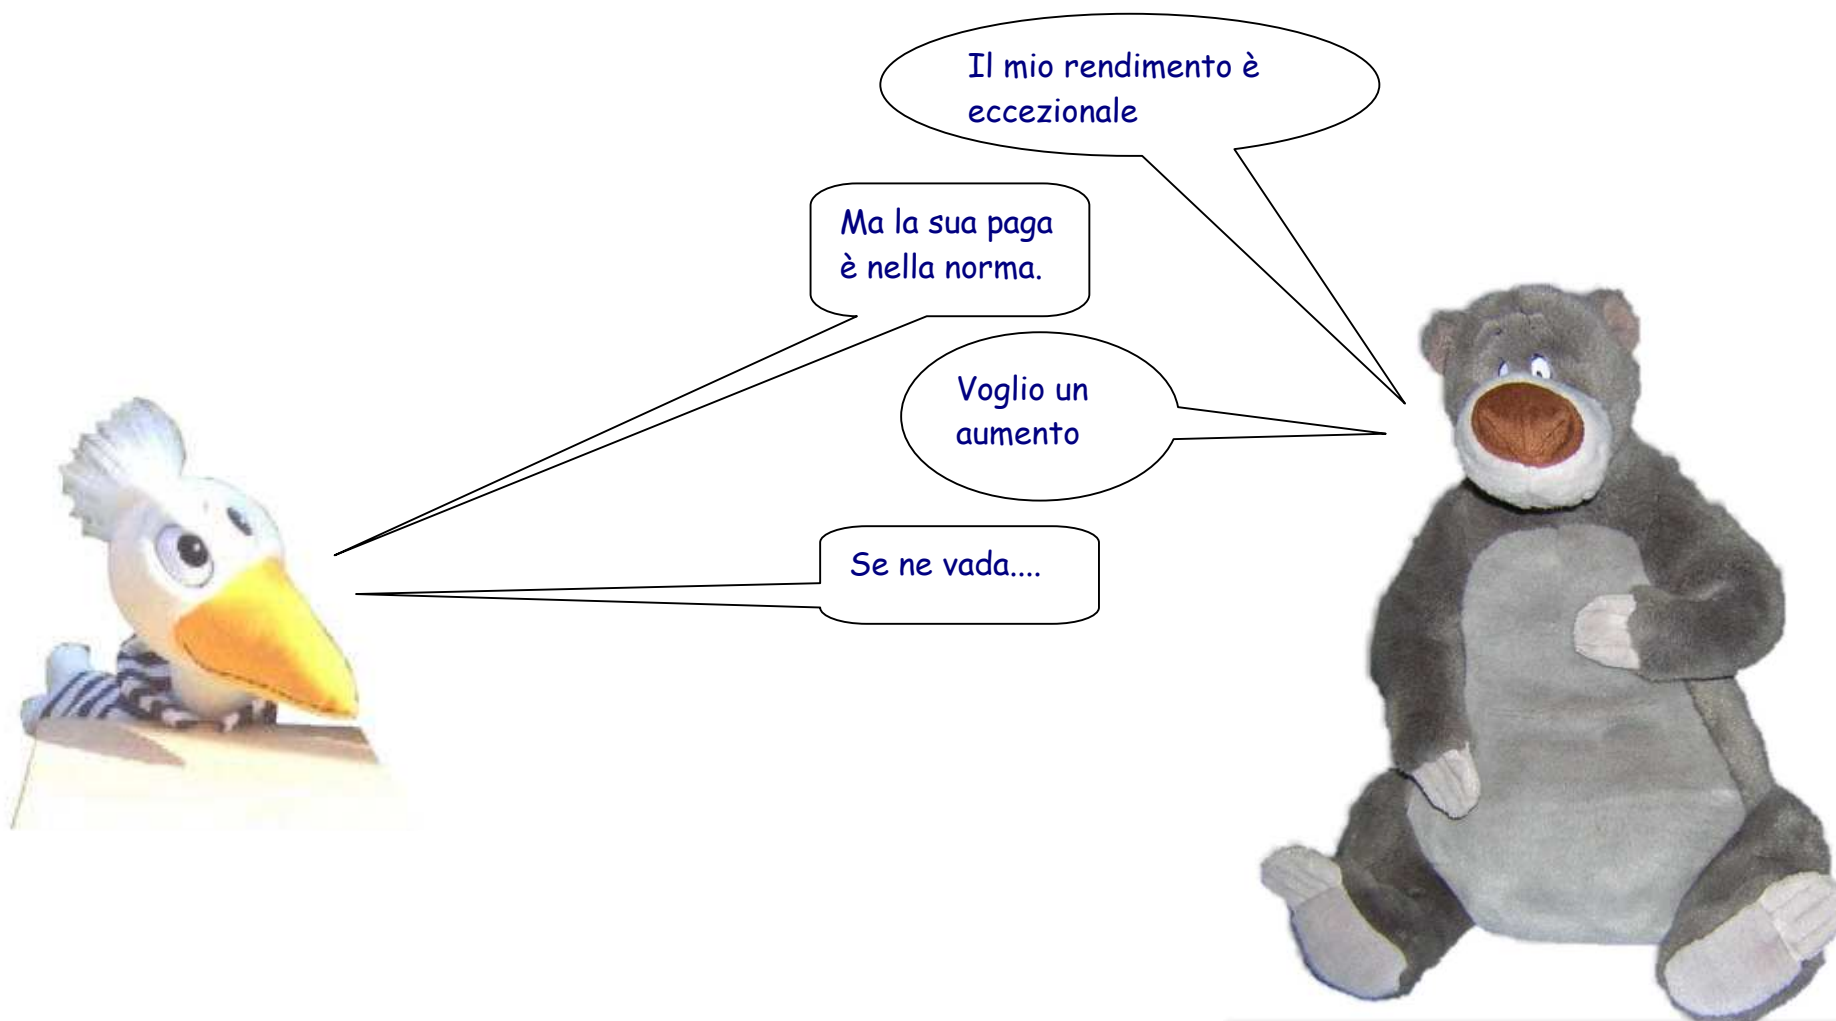 Il mio rendimento è
eccezionale
Ma la sua paga
è nella norma.
Voglio un
aumento
Se ne vada....